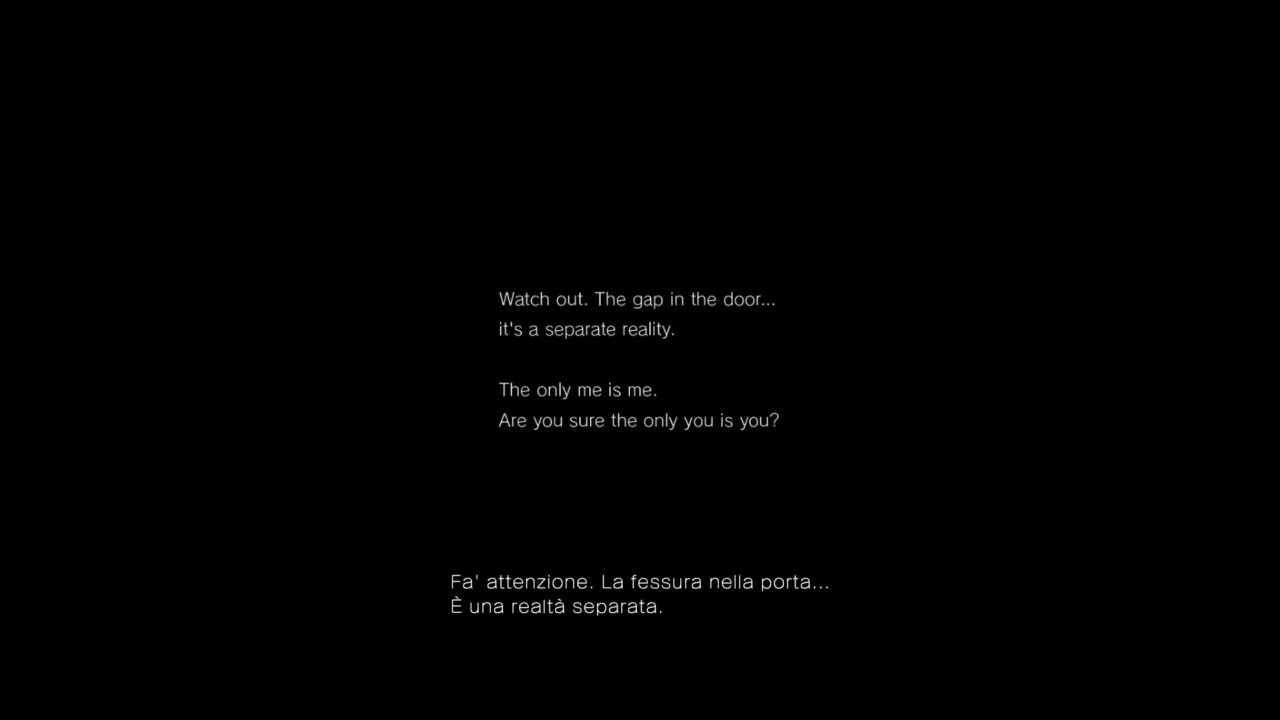 Watch out. The gap in the door...
it's a separate reality.
The only me is me.
Are you sure the only you is you?
Fa' attenzione. La fessura nella porta...
È una realtà separata.